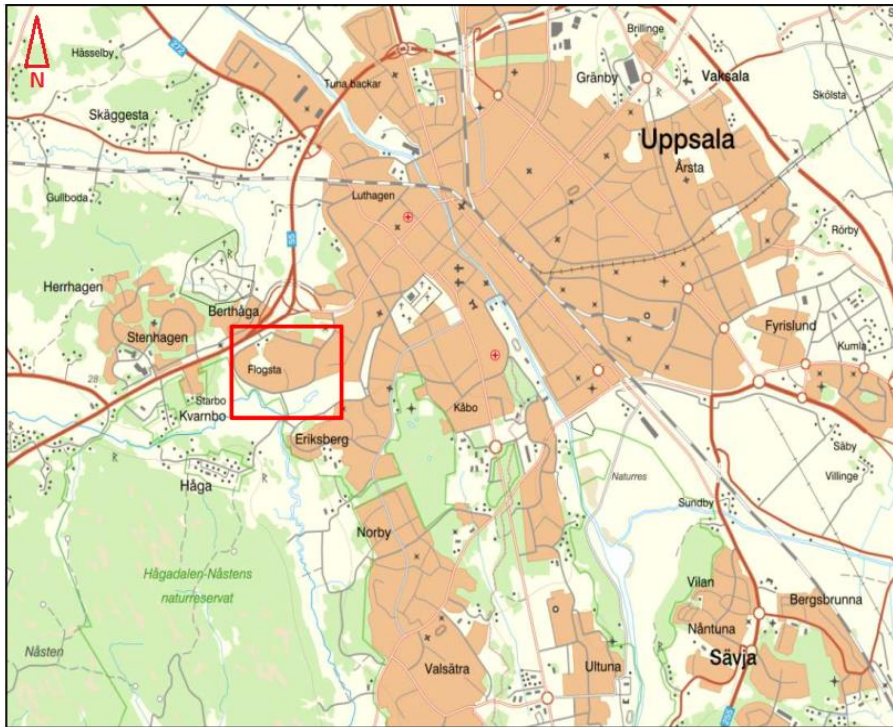 N
272
Hässelby
Skäggesta
Tuna backar
Brillinge
Gränby
Vaksala
Skölsta
Uppsala
Årsta
Gullboda
Luthagen
Rörby
55
Herrhagen
Berthåga
Stenhagen
Fyrislund
Kumla
Flogsta
28
Starbo
Kvarnbo
Kåbo
Eriksberg
Säby
Håga
Villinge
Naturres
Sundby
Norby
Hågadalen-Nåstens
naturreservat
Vilan
Bergsbrunna
Nåntuna
Nåsten
Sävja
Valsätra
Ultuna